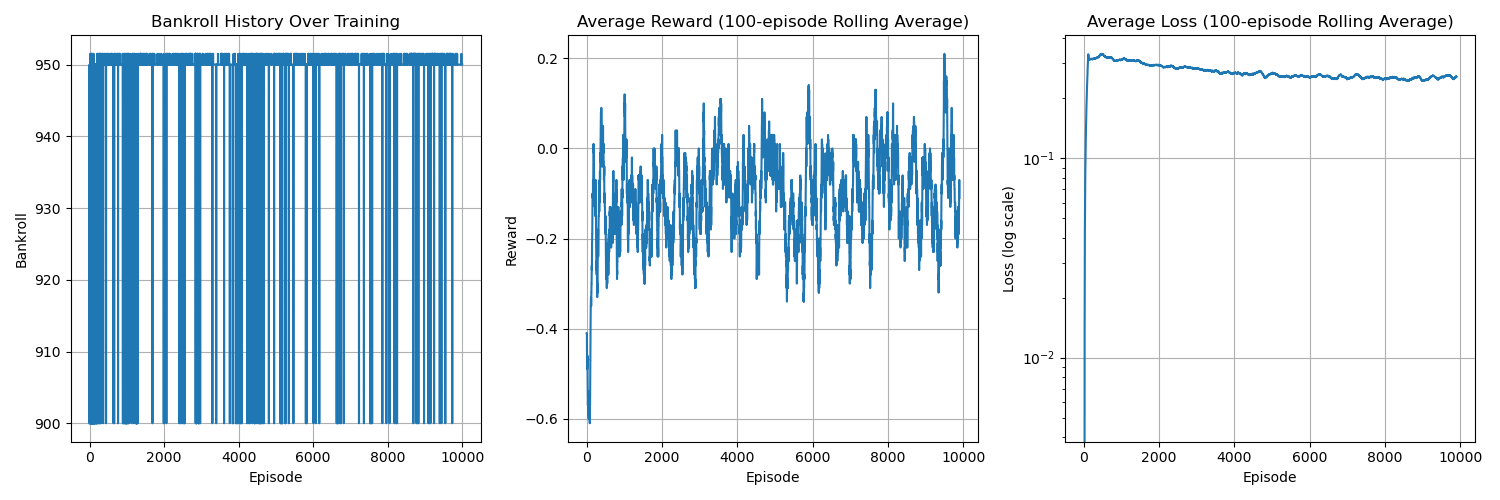 Bankroll History Over Training
Bankroll
950
940
930
920
910
900
0 2000 4000 6000 8000 10000
Episode
Average Reward (100-episode Rolling Average)
Reward
0.2
0.0
−0.2
−0.4
−0.6
0 2000 4000 6000 8000 10000
Episode
Average Loss (100-episode Rolling Average)
Loss (log scale)
10⁻¹
10⁻²
0 2000 4000 6000 8000 10000
Episode